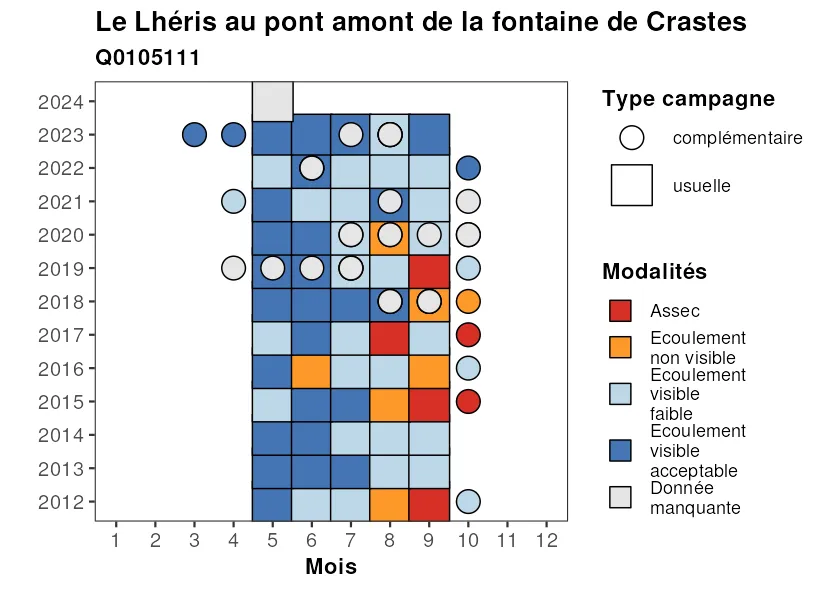 Le Lhéris au pont amont de la fontaine de Crastes
Q0105111
2024
2023
2022
2021
2020
2019
2018
2017
2016
2015
2014
2013
2012
1 2 3 4 5 6 7 8 9 10 11 12
Mois
Type campagne
complémentaire
usuelle
Modalités
Assec
Ecoulement
non visible
Ecoulement
visible
faible
Ecoulement
visible
acceptable
Donnée
manquante